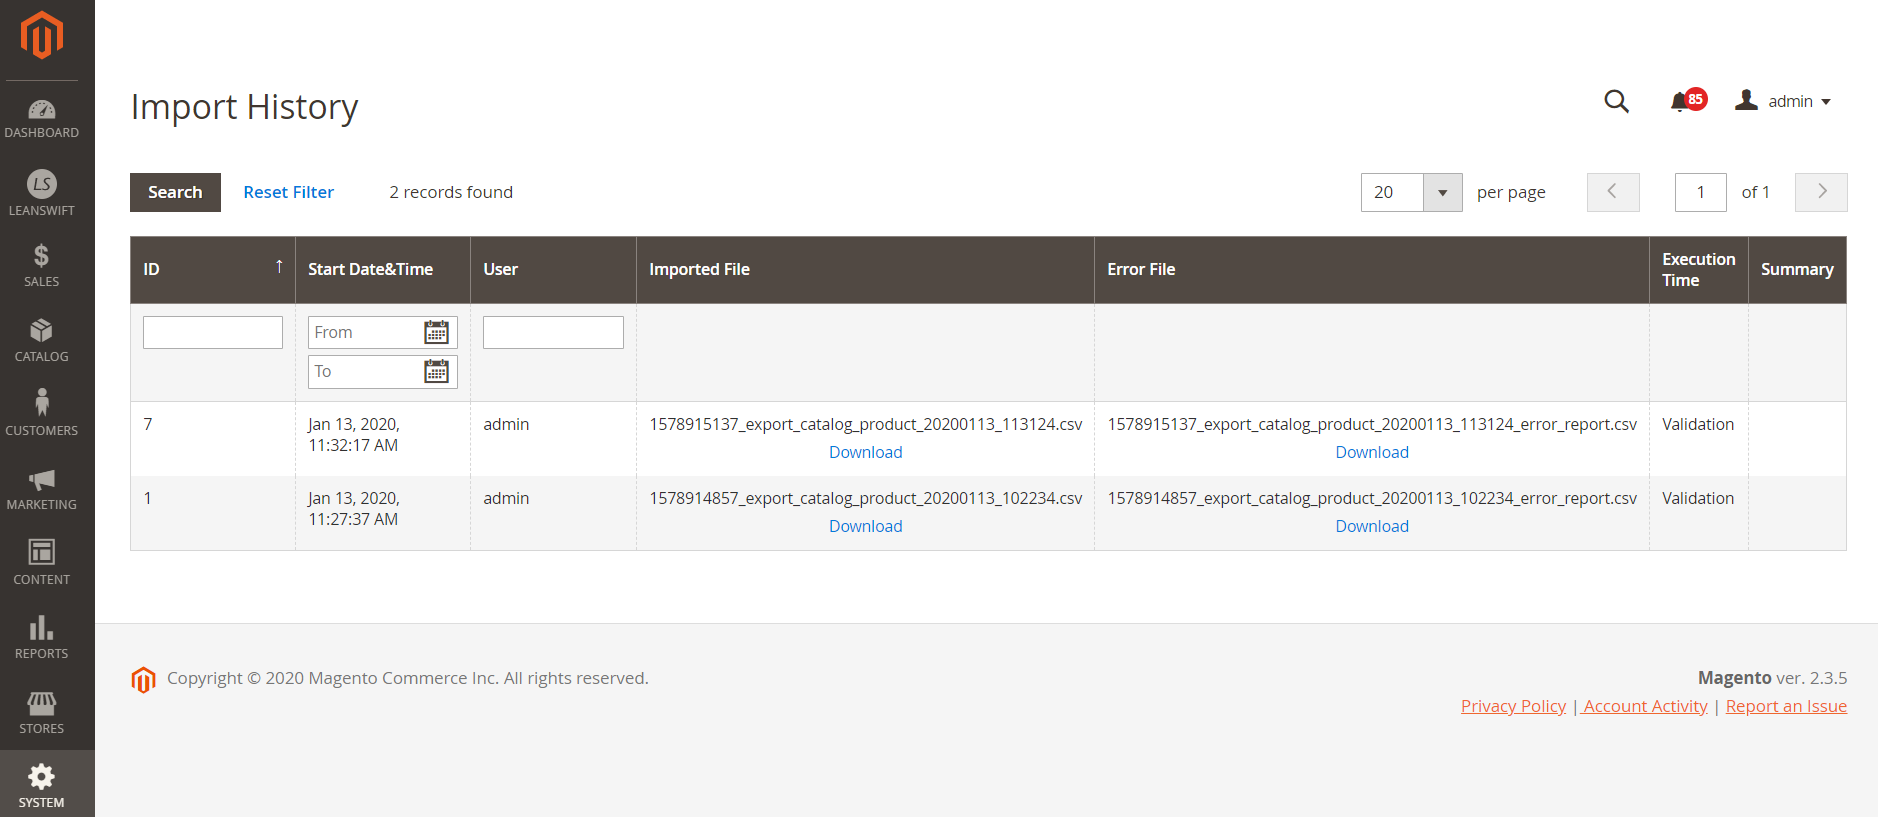 DASHBOARD
LS
LEANSWIFT
$
SALES
CATALOG
CUSTOMERS
MARKETING
CONTENT
REPORTS
STORES
SYSTEM
Import History
85
admin
Search Reset Filter 2 records found
20 per page 1 of 1
ID ↑ Start Date&Time User Imported File Error File Execution Time Summary
From
To
7 Jan 13, 2020, admin 1578915137_export_catalog_product_20200113_113124.csv 1578915137_export_catalog_product_20200113_113124_error_report.csv Validation
11:32:17 AM Download Download
1 Jan 13, 2020, admin 1578914857_export_catalog_product_20200113_102234.csv 1578914857_export_catalog_product_20200113_102234_error_report.csv Validation
11:27:37 AM Download Download
Copyright © 2020 Magento Commerce Inc. All rights reserved.
Magento ver. 2.3.5
Privacy Policy | Account Activity | Report an Issue